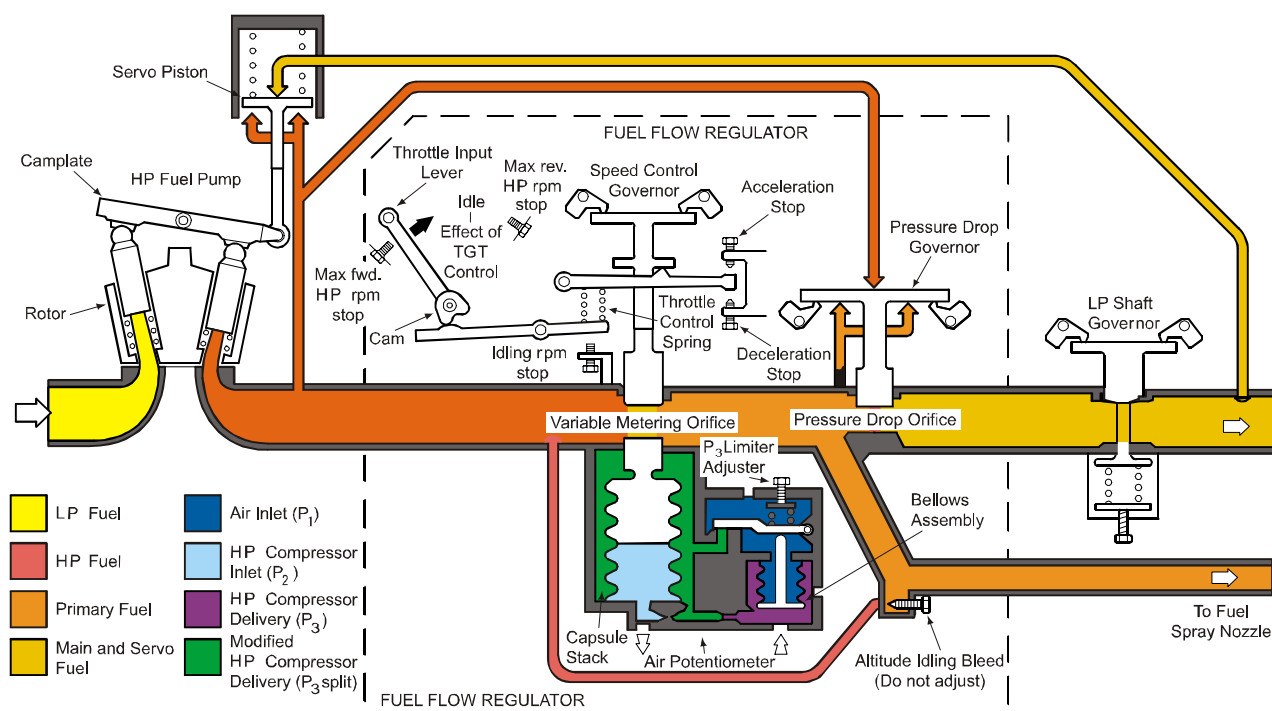 Servo Piston
FUEL FLOW REGULATOR
Camplate
HP Fuel Pump
Throttle Input
Lever
Max rev.
HP rpm
stop
Speed Control
Governor
Acceleration
Stop
Idle
Effect of
TGT
Control
Pressure Drop
Governor
Max fwd.
HP rpm
stop
Rotor
Cam
Throttle
Control
Spring
LP Shaft
Governor
Idling rpm
stop
Deceleration
Stop
Variable Metering Orifice
Pressure Drop Orifice
P3 Limiter
Adjuster
Bellows
Assembly
LP Fuel
HP Fuel
Primary Fuel
Main and Servo
Fuel
Air Inlet (P1)
HP Compressor
Inlet (P2)
HP Compressor
Delivery (P3)
Modified
HP Compressor
Delivery (P3 split)
Capsule
Stack
Air Potentiometer
Altitude Idling Bleed
(Do not adjust)
To Fuel
Spray Nozzle
FUEL FLOW REGULATOR